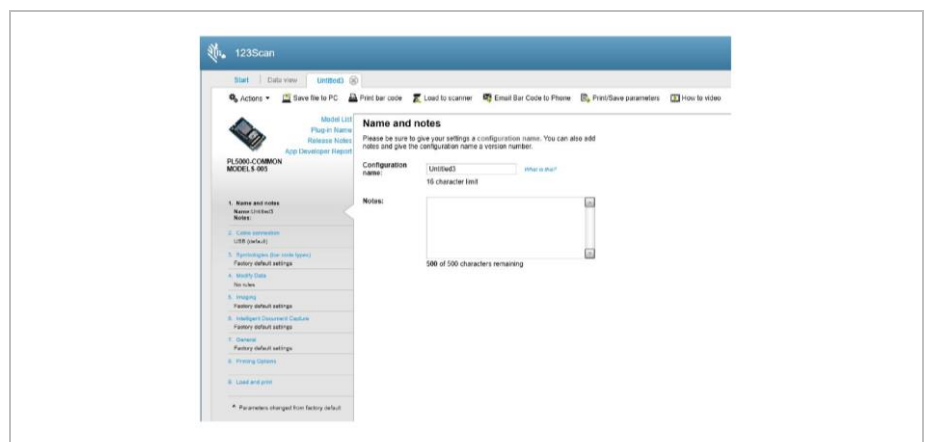 123Scan
Start Data view Untitled3
Actions Save file to PC Print bar code Load to scanner Email Bar Code to Phone Print/Save parameters How to video
Model List
Plug-in Name
Release Notes
App Developer Report
PL5000-COMMON
MODELS-005
1. Name and notes
Name:Untitled3
Notes:
2. Cable connection
USB (default)
3. Symbologies (bar code types)
Factory default settings
4. Modify Data
No rules
5. Imaging
Factory default settings
6. Intelligent Document Capture
Factory default settings
7. General
Factory default settings
8. Printing Options
9. Load and print
* Parameters changed from factory default
Name and notes
Please be sure to give your settings a configuration name. You can also add
notes and give the configuration name a version number.
Configuration
name:
Untitled3 What is this?
16 character limit
Notes:
500 of 500 characters remaining